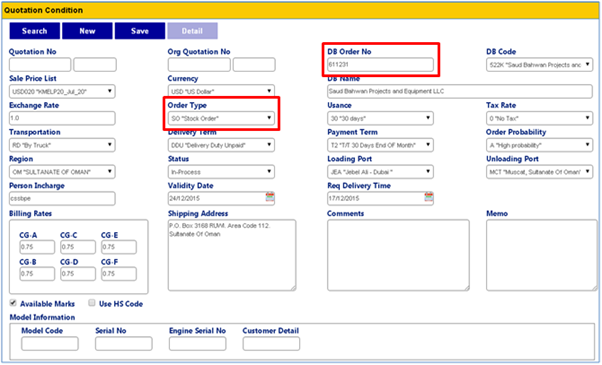 Quotation Condition
Search New Save Detail
Quotation No Org Quotation No DB Order No DB Code
611231 522K "Saud Bahwan Projects and
Sale Price List Currency DB Name
USD020 "KMELP20_Jul_20" USD "US Dollar" Saud Bahwan Projects and Equipment LLC
Exchange Rate Order Type Usance Tax Rate
1.0 SO "Stock Order" 30 "30 days" 0 "No Tax"
Transportation Delivery Term Payment Term Order Probability
RD "By Truck" DDU "Delivery Duty Unpaid" T2 "T/T 30 Days End OF Month" A "High probability"
Region Status Loading Port Unloading Port
OM "SULTANATE OF OMAN" In-Process JEA "Jebel Ali - Dubai " MCT "Muscat, Sultanate Of Oman"
Person Incharge Validity Date Req Delivery Time
24/12/2015 17/12/2015
Billing Rates Shipping Address Comments Memo
P.O. Box 3168 RUWI. Area Code 112.
Sultanate Of Oman
CG-A CG-C CG-E
0.75 0.75 0.75
CG-B CG-D CG-F
0.75 0.75 0.75
Available Marks Use HS Code
Model Information
Model Code Serial No Engine Serial No Customer Detail